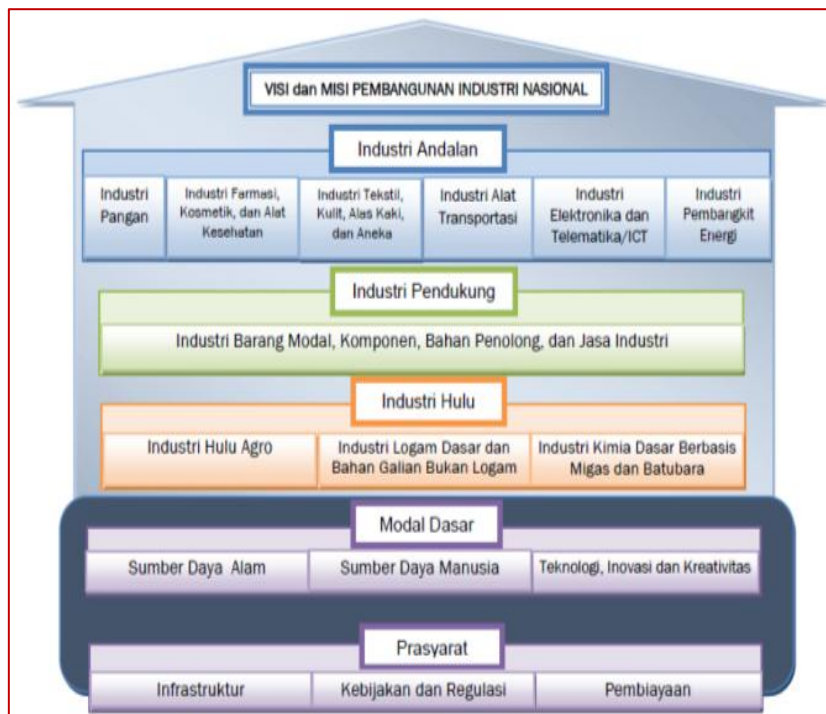 VISI dan MISI PEMBANGUNAN INDUSTRI NASIONAL
Industri Andalan
Industri
Pangan
Industri Farmasi,
Kosmetik, dan Alat
Kesehatan
Industri Tekstil,
Kulit, Alas Kaki,
dan Aneka
Industri Alat
Transportasi
Industri
Elektronika dan
Telematika/ICT
Industri
Pembangkit
Energi
Industri Pendukung
Industri Barang Modal, Komponen, Bahan Penolong, dan Jasa Industri
Industri Hulu
Industri Hulu Agro
Industri Logam Dasar dan
Bahan Galian Bukan Logam
Industri Kimia Dasar Berbasis
Migas dan Batubara
Modal Dasar
Sumber Daya Alam
Sumber Daya Manusia
Teknologi, Inovasi dan Kreativitas
Prasyarat
Infrastruktur
Kebijakan dan Regulasi
Pembiayaan